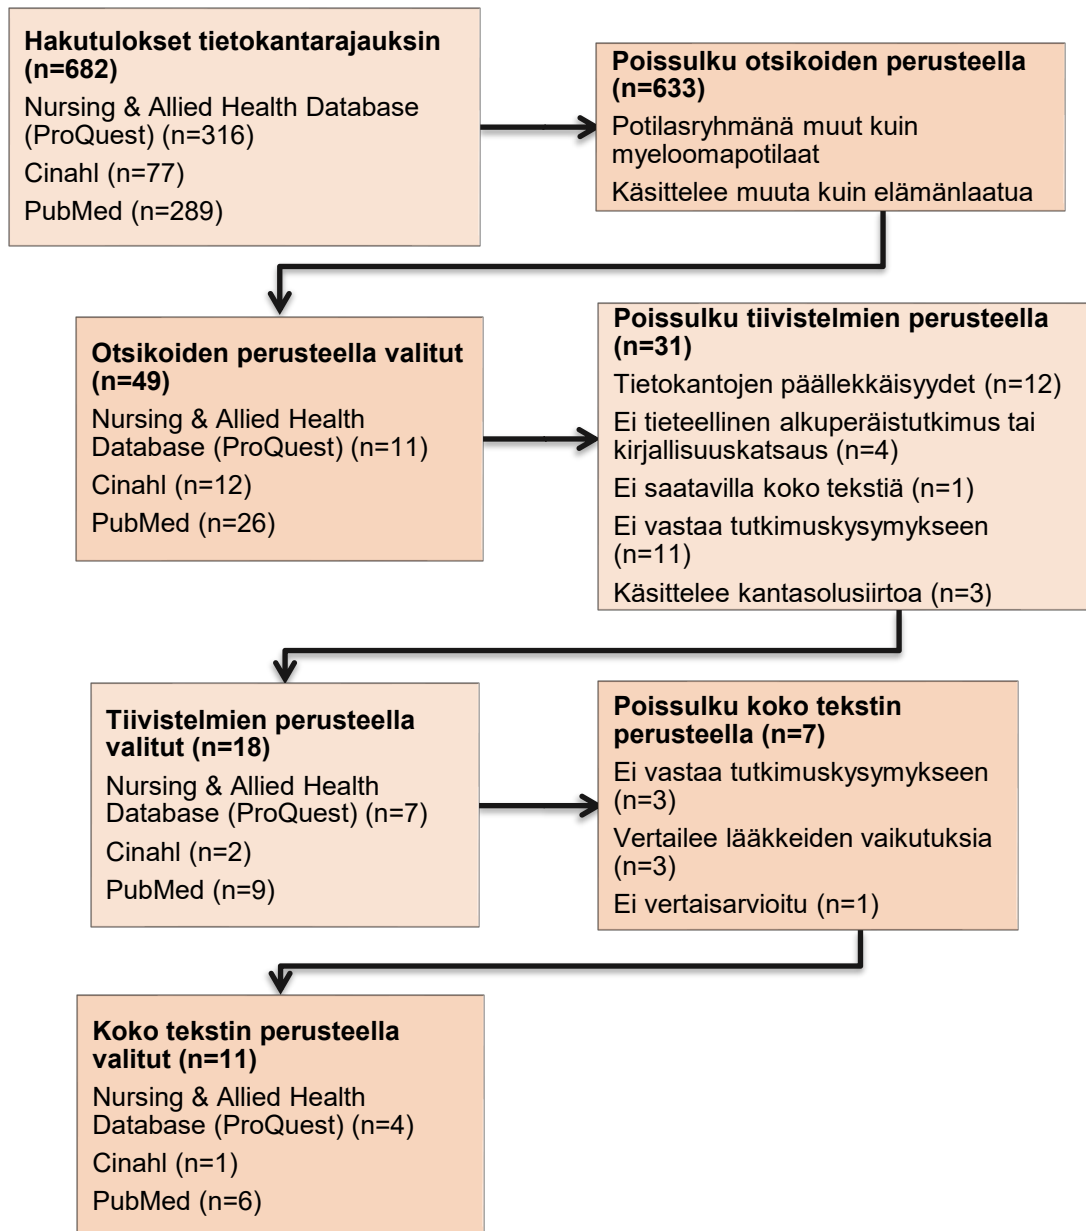 Hakutulokset tietokantarajauksin
(n=682)
Nursing & Allied Health Database
(ProQuest) (n=316)
Cinahl (n=77)
PubMed (n=289)
Poissulku otsikoiden perusteella
(n=633)
Potilasryhmänä muut kuin
myeloomapotilaat
Käsittelee muuta kuin elämänlaatua
Otsikoiden perusteella valitut
(n=49)
Nursing & Allied Health
Database (ProQuest) (n=11)
Cinahl (n=12)
PubMed (n=26)
Poissulku tiivistelmien perusteella
(n=31)
Tietokantojen päällekkäisyydet (n=12)
Ei tieteellinen alkuperäistutkimus tai
kirjallisuuskatsaus (n=4)
Ei saatavilla koko tekstiä (n=1)
Ei vastaa tutkimuskysymykseen
(n=11)
Käsittelee kantasolusiirtoa (n=3)
Tiivistelmien perusteella
valitut (n=18)
Nursing & Allied Health
Database (ProQuest) (n=7)
Cinahl (n=2)
PubMed (n=9)
Poissulku koko tekstin
perusteella (n=7)
Ei vastaa tutkimuskysymykseen
(n=3)
Vertailee lääkkeiden vaikutuksia
(n=3)
Ei vertaisarvioitu (n=1)
Koko tekstin perusteella
valitut (n=11)
Nursing & Allied Health
Database (ProQuest) (n=4)
Cinahl (n=1)
PubMed (n=6)